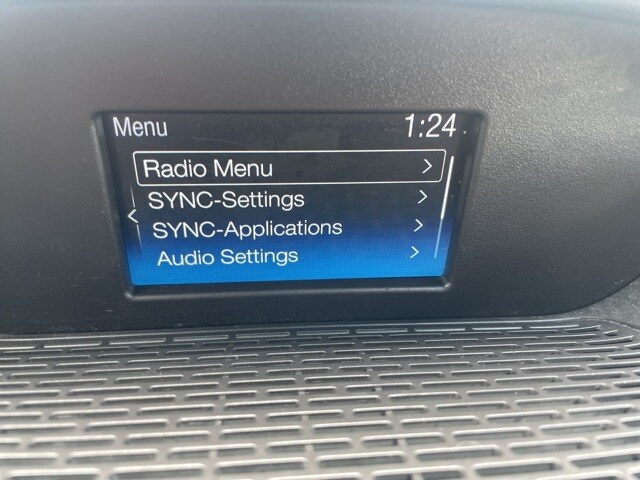 Menu 1:24
Radio Menu >
SYNC-Settings >
SYNC-Applications >
Audio Settings >